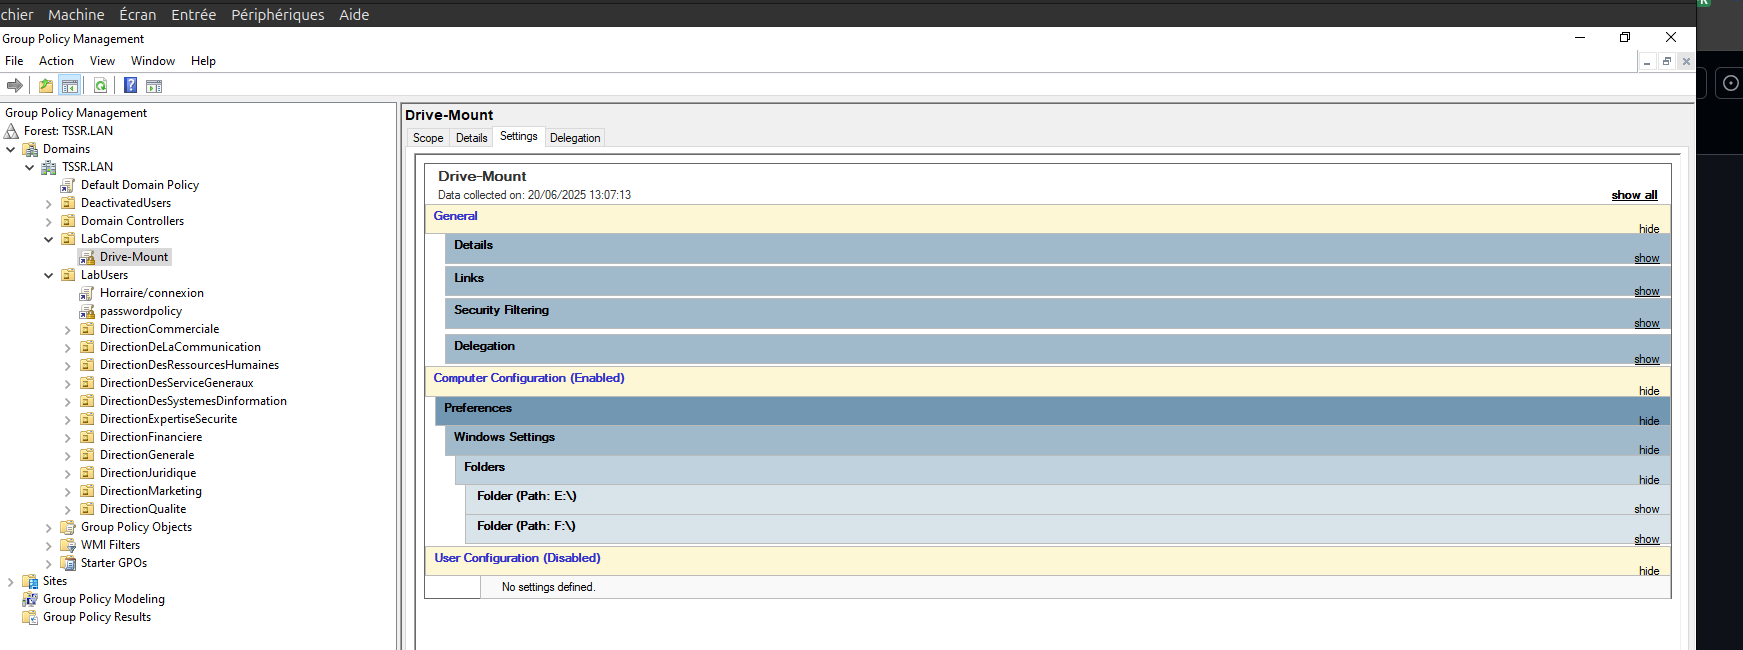 chier Machine Écran Entrée Périphériques Aide
Group Policy Management
File Action View Window Help
Group Policy Management
Forest: TSSR.LAN
Domains
TSSR.LAN
Default Domain Policy
DeactivatedUsers
Domain Controllers
LabComputers
Drive-Mount
LabUsers
Horraire/connexion
passwordpolicy
DirectionCommerciale
DirectionDeLaCommunication
DirectionDesRessourcesHumaines
DirectionDesServiceGeneraux
DirectionDesSystemesDinformation
DirectionExpertiseSecurite
DirectionFinanciere
DirectionGenerale
DirectionJuridique
DirectionMarketing
DirectionQualite
Group Policy Objects
WMI Filters
Starter GPOs
Sites
Group Policy Modeling
Group Policy Results
Drive-Mount
Scope Details Settings Delegation
Drive-Mount
Data collected on: 20/06/2025 13:07:13 show all
General hide
Details show
Links show
Security Filtering show
Delegation show
Computer Configuration (Enabled) hide
Preferences hide
Windows Settings hide
Folders hide
Folder (Path: E:\) show
Folder (Path: F:\) show
User Configuration (Disabled) hide
No settings defined.